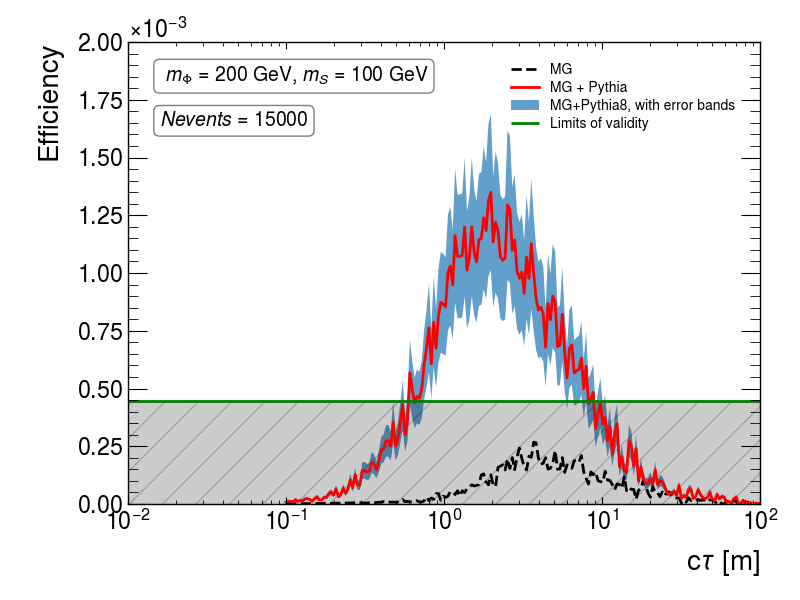 ×10⁻³
Efficiency
2.00
1.75
1.50
1.25
1.00
0.75
0.50
0.25
0.00
m_Φ = 200 GeV, m_S = 100 GeV
Nevents = 15000
MG
MG + Pythia
MG+Pythia8, with error bands
Limits of validity
10⁻²
10⁻¹
10⁰
10¹
10²
cτ [m]